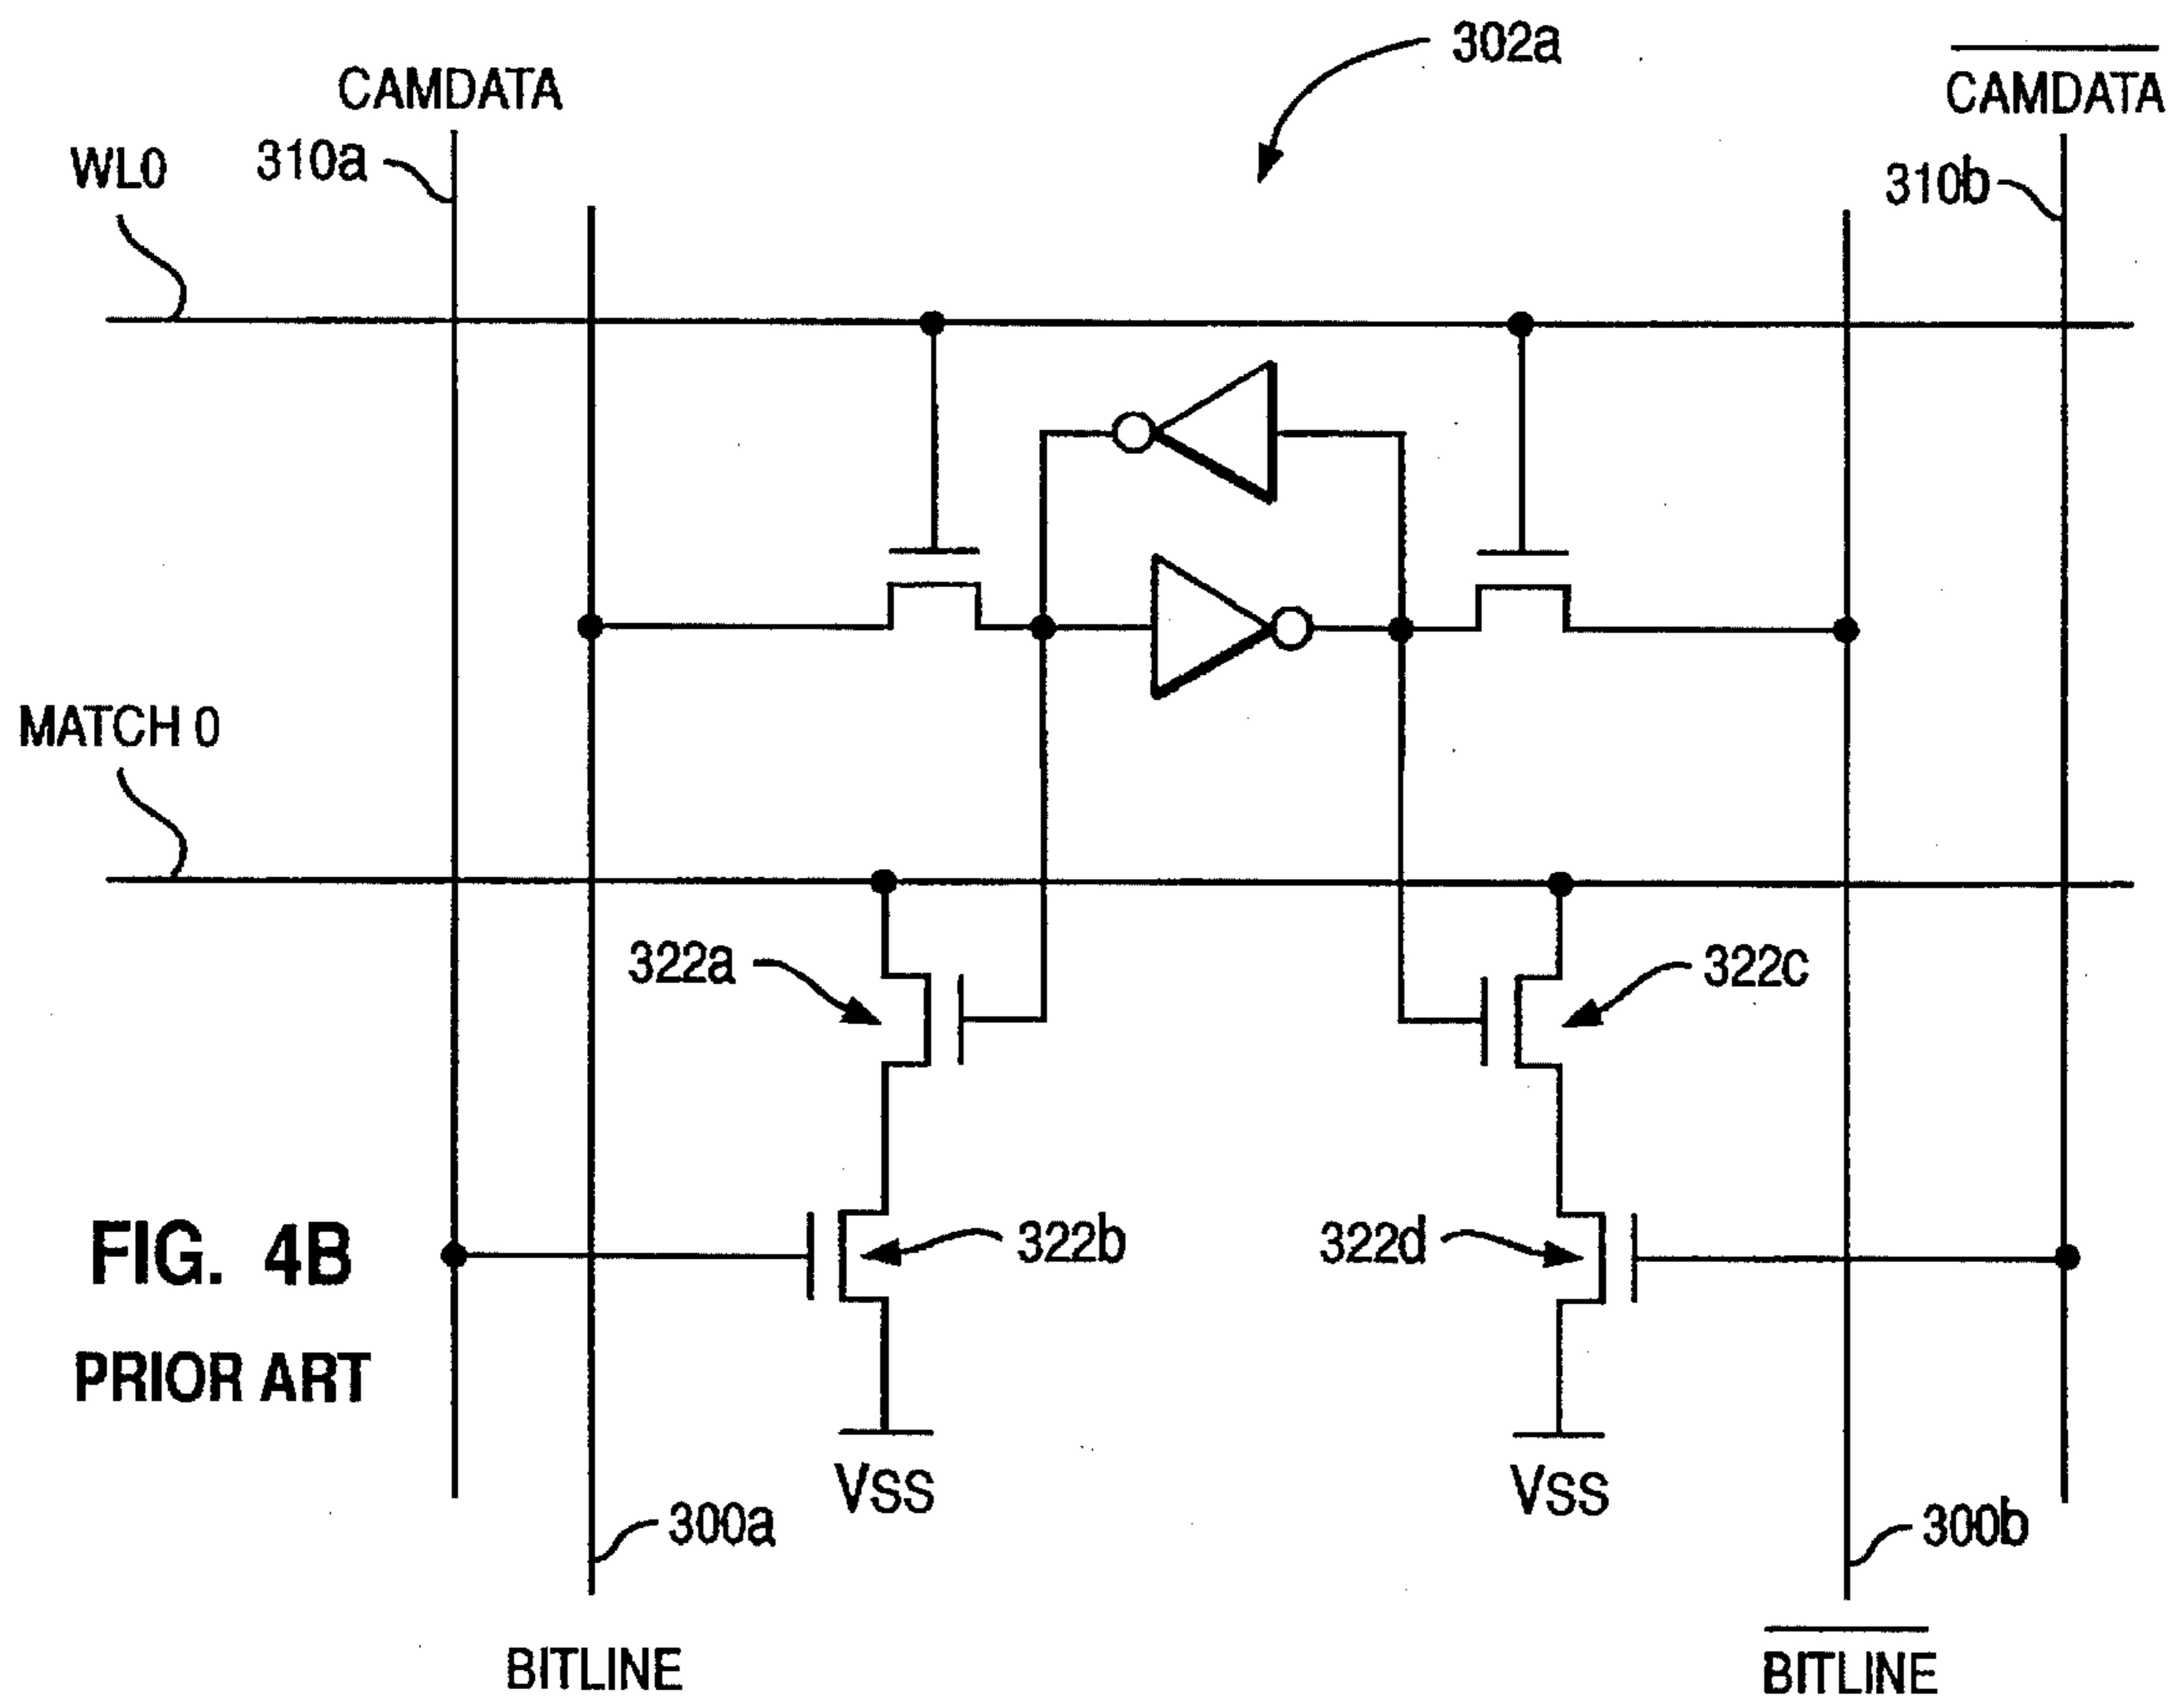 302a
CAMDATA
CAMDATA
WL0
310a
310b
MATCH 0
322a
322c
322b
322d
FIG. 4B
PRIOR ART
VSS
VSS
300a
300b
BITLINE
BITLINE